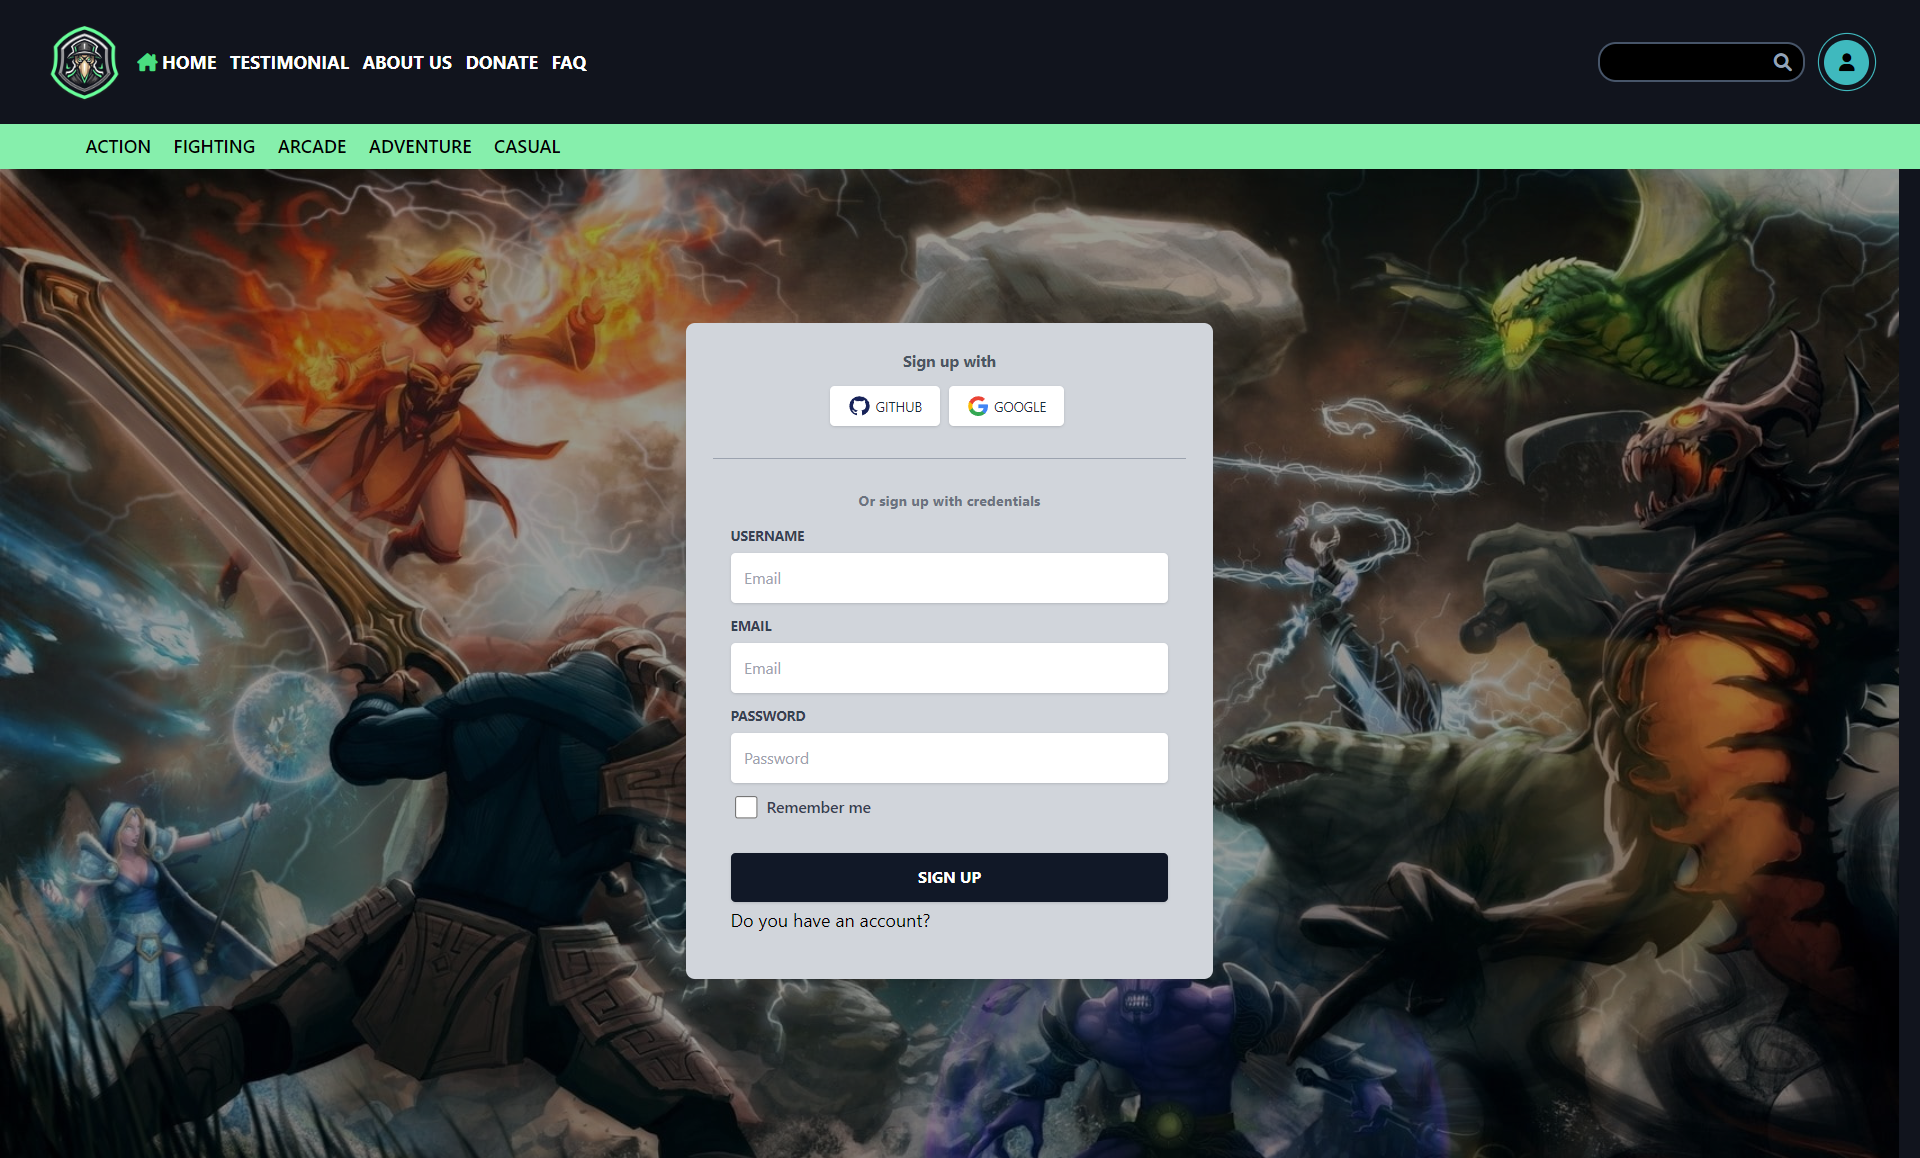 HOME TESTIMONIAL ABOUT US DONATE FAQ
ACTION FIGHTING ARCADE ADVENTURE CASUAL
Sign up with
GITHUB GOOGLE
Or sign up with credentials
USERNAME
Email
EMAIL
Email
PASSWORD
Password
Remember me
SIGN UP
Do you have an account?